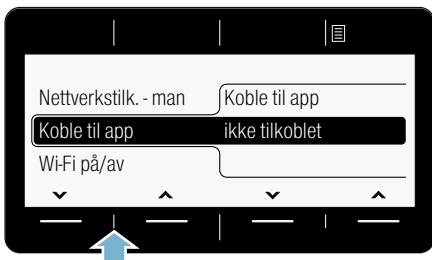 Nettverkstilk. - man
Koble til app
Wi-Fi på/av
Koble til app
ikke tilkoblet